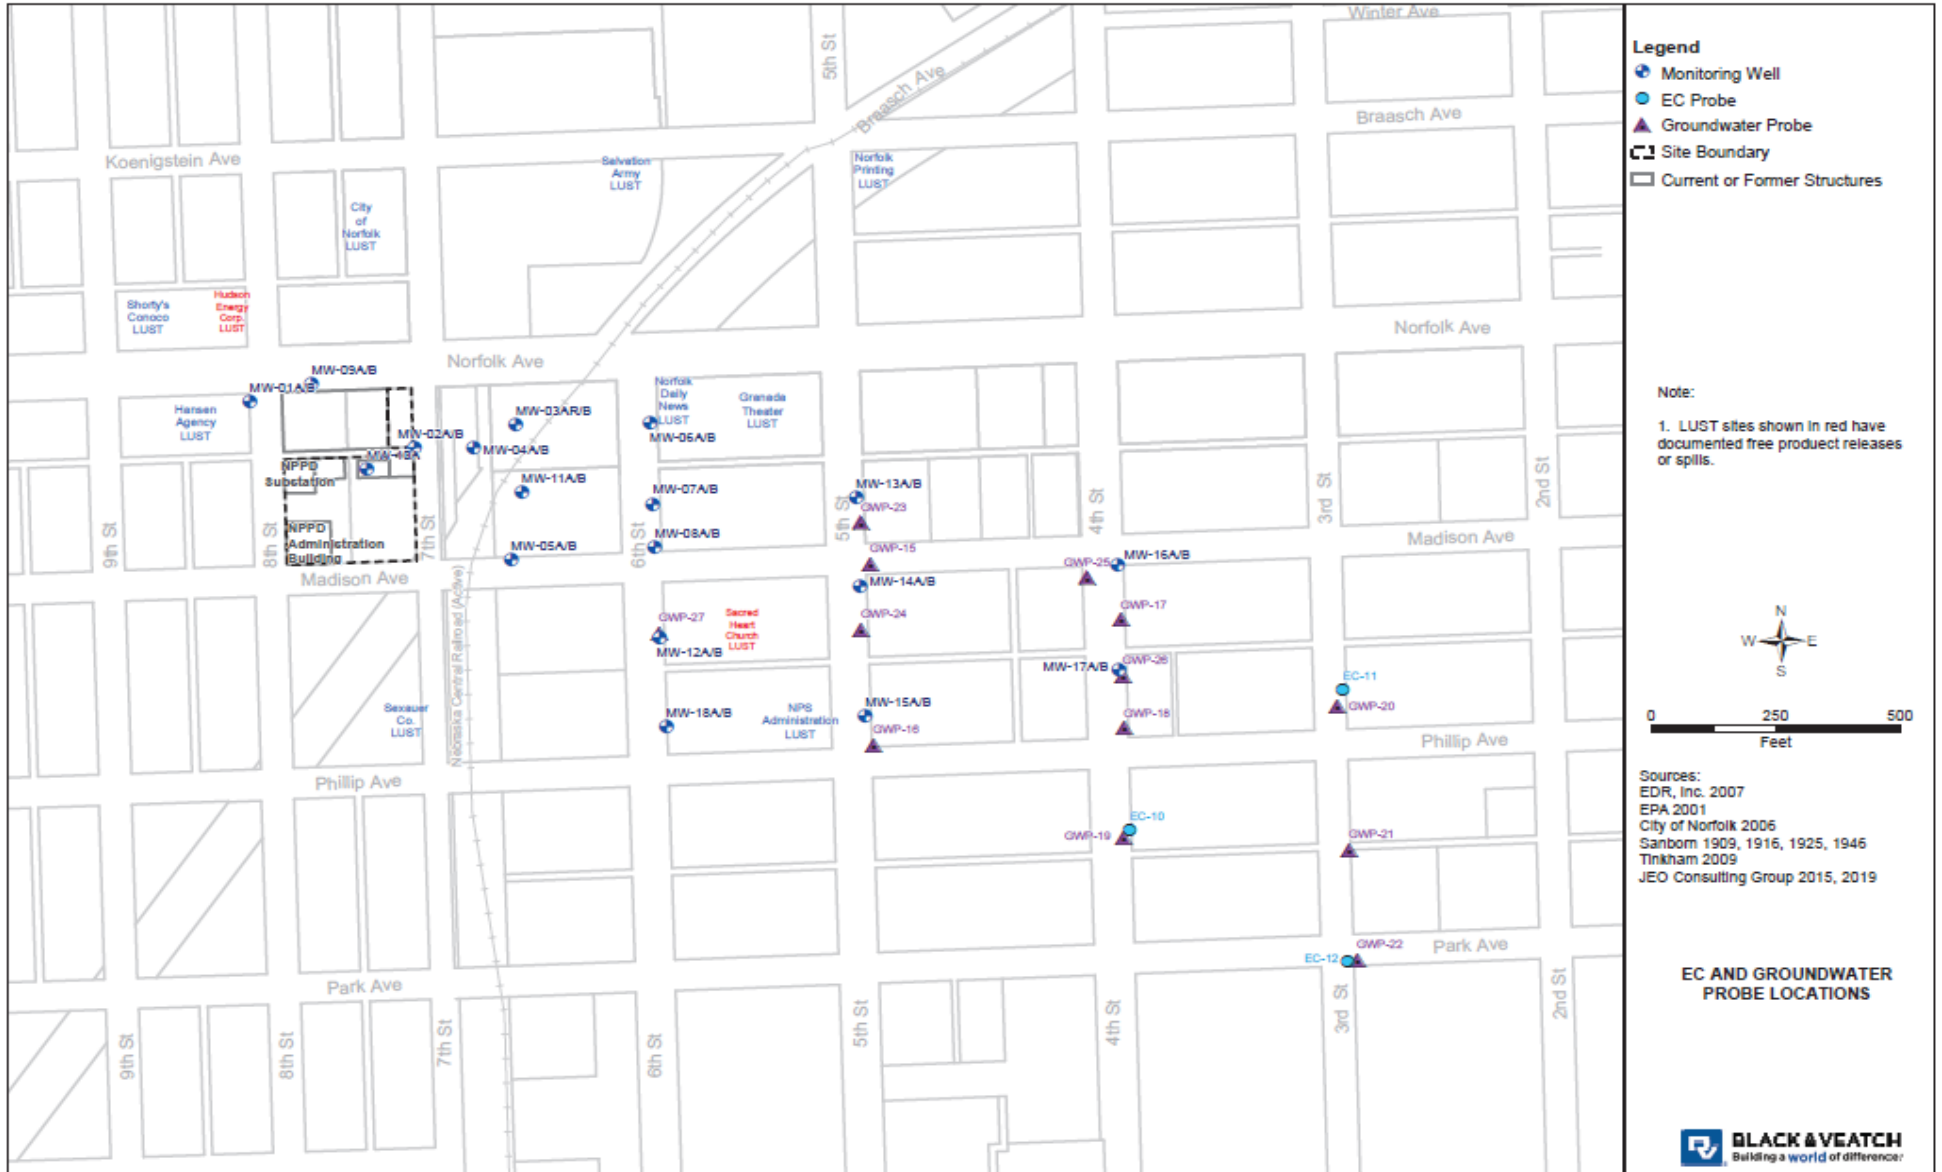 Winter Ave
5th St
Braasch Ave
Braasch Ave
Koenigstein Ave
Salvation
Army
LUST
Norfolk
Printing
LUST
City
of
Norfolk
LUST
Shorty's
Conoco
LUST
Hudson
Energy
Corp.
LUST
Norfolk Ave
Norfolk Ave
MW-09A/B
MW-01A/B
Hansen
Agency
LUST
MW-02A/B
MW-03AR/B
MW-04A/B
Norfolk
Daily
News
LUST
Granada
Theater
LUST
MW-06A/B
NPPD
Substation
MW-11A/B
MW-07A/B
MW-13A/B
GWP-23
NPPD
Administration
Building
MW-05A/B
MW-08A/B
9th St
8th St
7th St
6th St
5th St
4th St
3rd St
2nd St
Madison Ave
Madison Ave
GWP-15
MW-14A/B
GWP-24
GWP-25
MW-16A/B
GWP-17
GWP-27
MW-12A/B
Sacred
Heart
Church
LUST
MW-17A/B
GWP-26
EC-11
GWP-20
Sexauer
Co.
LUST
Nebraska Central Railroad (Active)
MW-18A/B
NPS
Administration
LUST
MW-15A/B
GWP-16
GWP-18
Phillip Ave
Phillip Ave
EC-10
GWP-19
GWP-21
GWP-22
EC-12
Park Ave
Park Ave
9th St
8th St
7th St
6th St
5th St
4th St
3rd St
2nd St
Legend
Monitoring Well
EC Probe
Groundwater Probe
Site Boundary
Current or Former Structures
Note:
1. LUST sites shown in red have
documented free product releases
or spills.
N
W E
S
0 250 500
Feet
Sources:
EDR, Inc. 2007
EPA 2001
City of Norfolk 2006
Sanborn 1909, 1916, 1925, 1946
Tinkham 2009
JEO Consulting Group 2015, 2019
EC AND GROUNDWATER
PROBE LOCATIONS
BLACK & VEATCH
Building a world of difference.